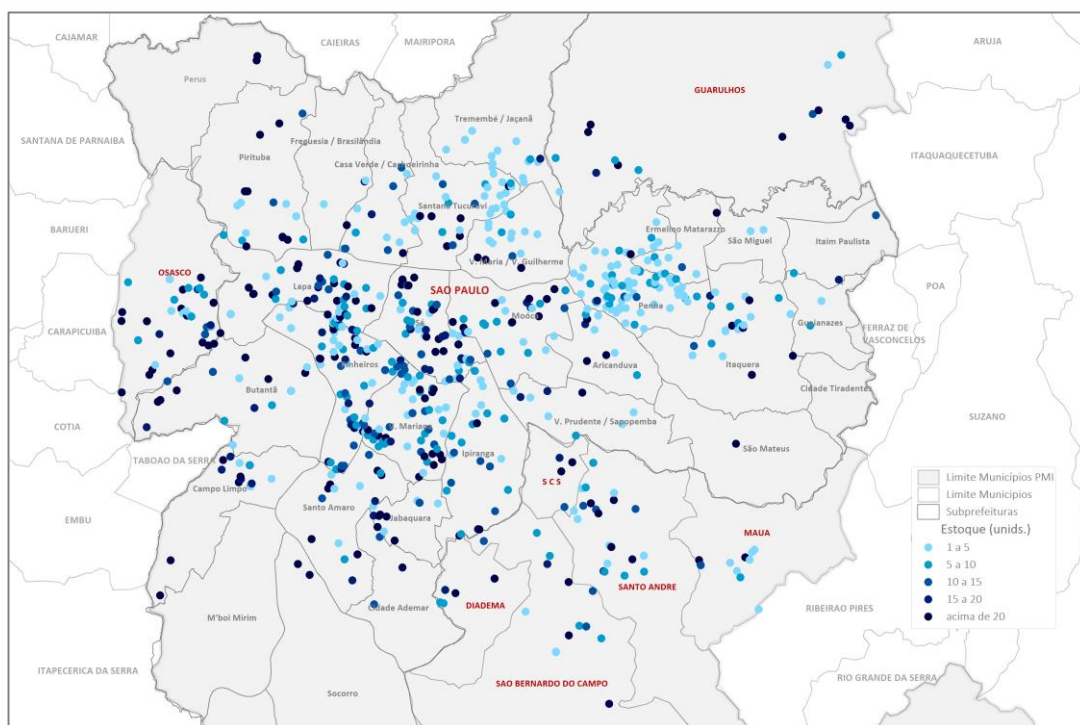 CAJAMAR
CAIEIRAS
MAIRIPORA
ARUJA
Perus
GUARULHOS
SANTANA DE PARNAIBA
Tremembé / Jaçanã
Freguesia / Brasilândia
Pirituba
Casa Verde / Cachoeirinha
ITAQUAQUECETUBA
Santana Tucuruvi
BARUERI
Ermelino Matarazzo
São Miguel
Itaim Paulista
V. Maria / V. Guilherme
OSASCO
Lapa
SAO PAULO
POA
Penha
Moóca
Sé
Guaianazes
CARAPICUIBA
FERRAZ DE
VASCONCELOS
Pinheiros
Aricanduva
Itaquera
Butantã
Cidade Tiradentes
SUZANO
COTIA
V. Mariana
V. Prudente / Sapopemba
São Mateus
TABOAO DA SERRA
Ipiranga
Campo Limpo
S C S
Santo Amaro
Jabaquara
EMBU
MAUA
SANTO ANDRE
Cidade Ademar
DIADEMA
M'boi Mirim
RIBEIRAO PIRES
ITAPECERICA DA SERRA
SAO BERNARDO DO CAMPO
RIO GRANDE DA SERRA
Socorro
Limite Municípios PMI
Limite Municipios
Subprefeituras
Estoque (unids.)
1 a 5
5 a 10
10 a 15
15 a 20
acima de 20